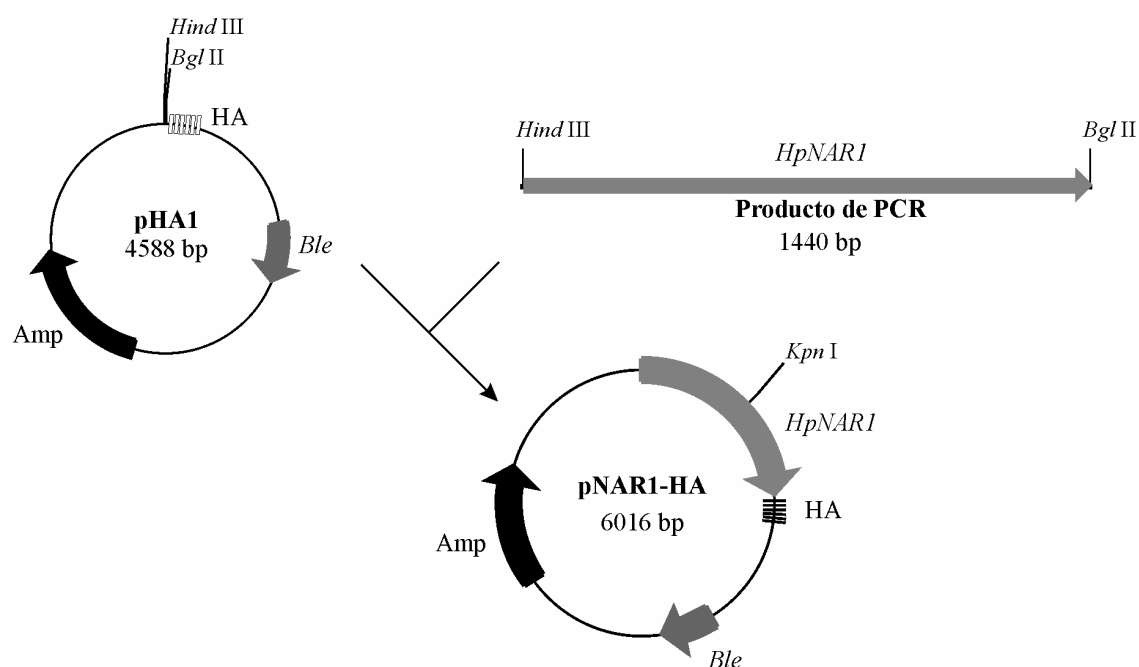 Hind III
Bgl II
HA
pHA1
4588 bp
Ble
Amp
Hind III
Bgl II
HpNAR1
Producto de PCR
1440 bp
Kpn I
HpNAR1
pNAR1-HA
6016 bp
HA
Amp
Ble